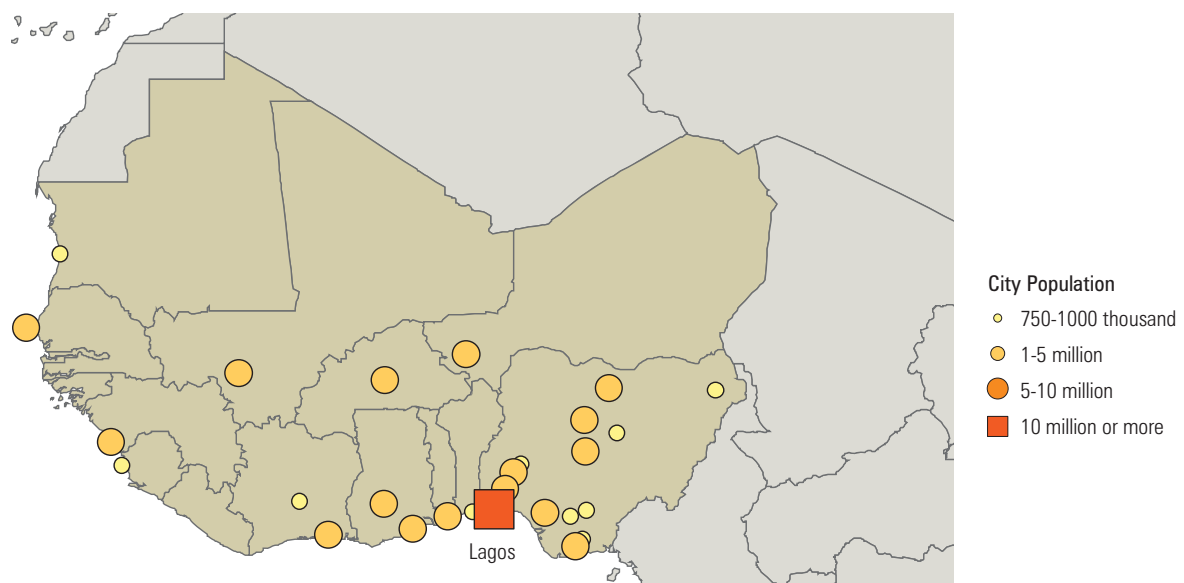 City Population
750-1000 thousand
1-5 million
5-10 million
10 million or more
Lagos